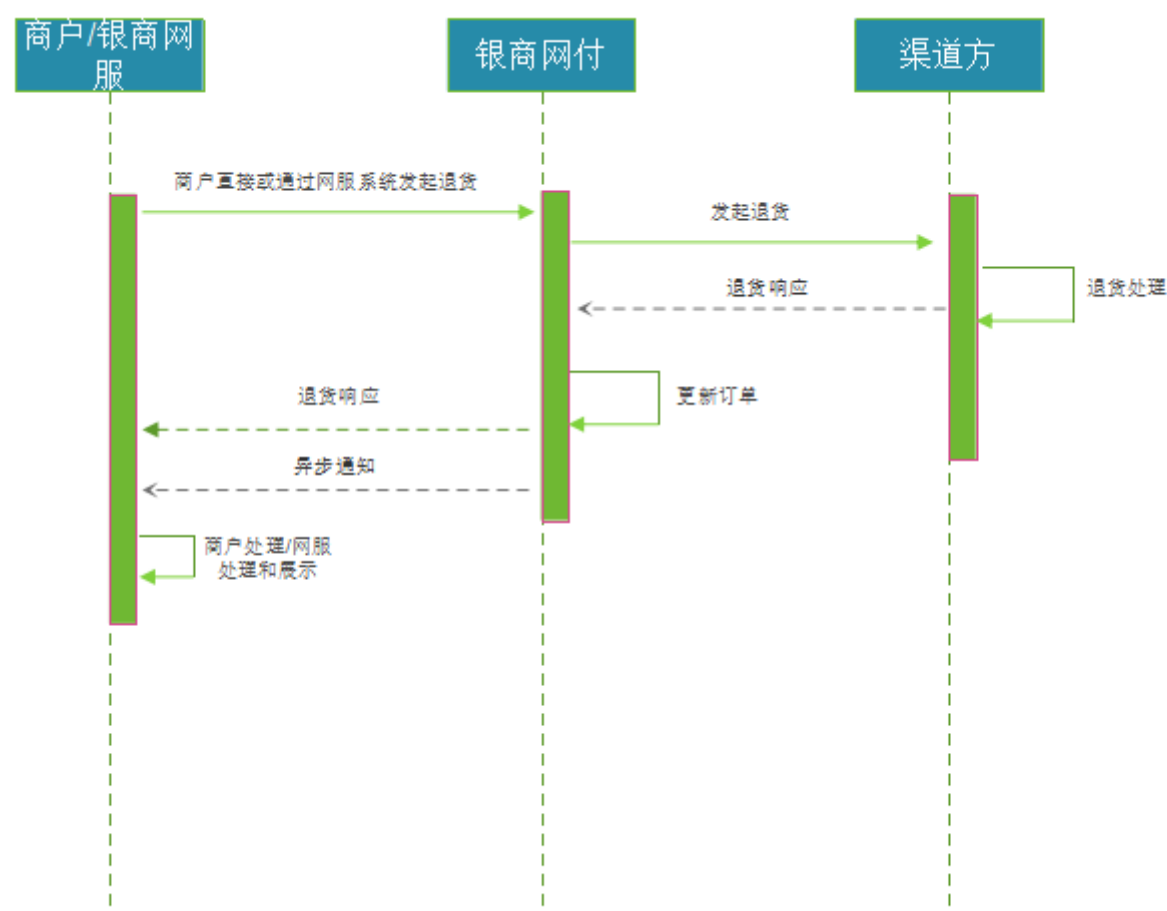 商户/银商网
服
银商网付
渠道方
商户直接或通过网服系统发起退货
发起退货
退货响应
退货处理
退货响应
更新订单
异步通知
商户处理/网服
处理和展示